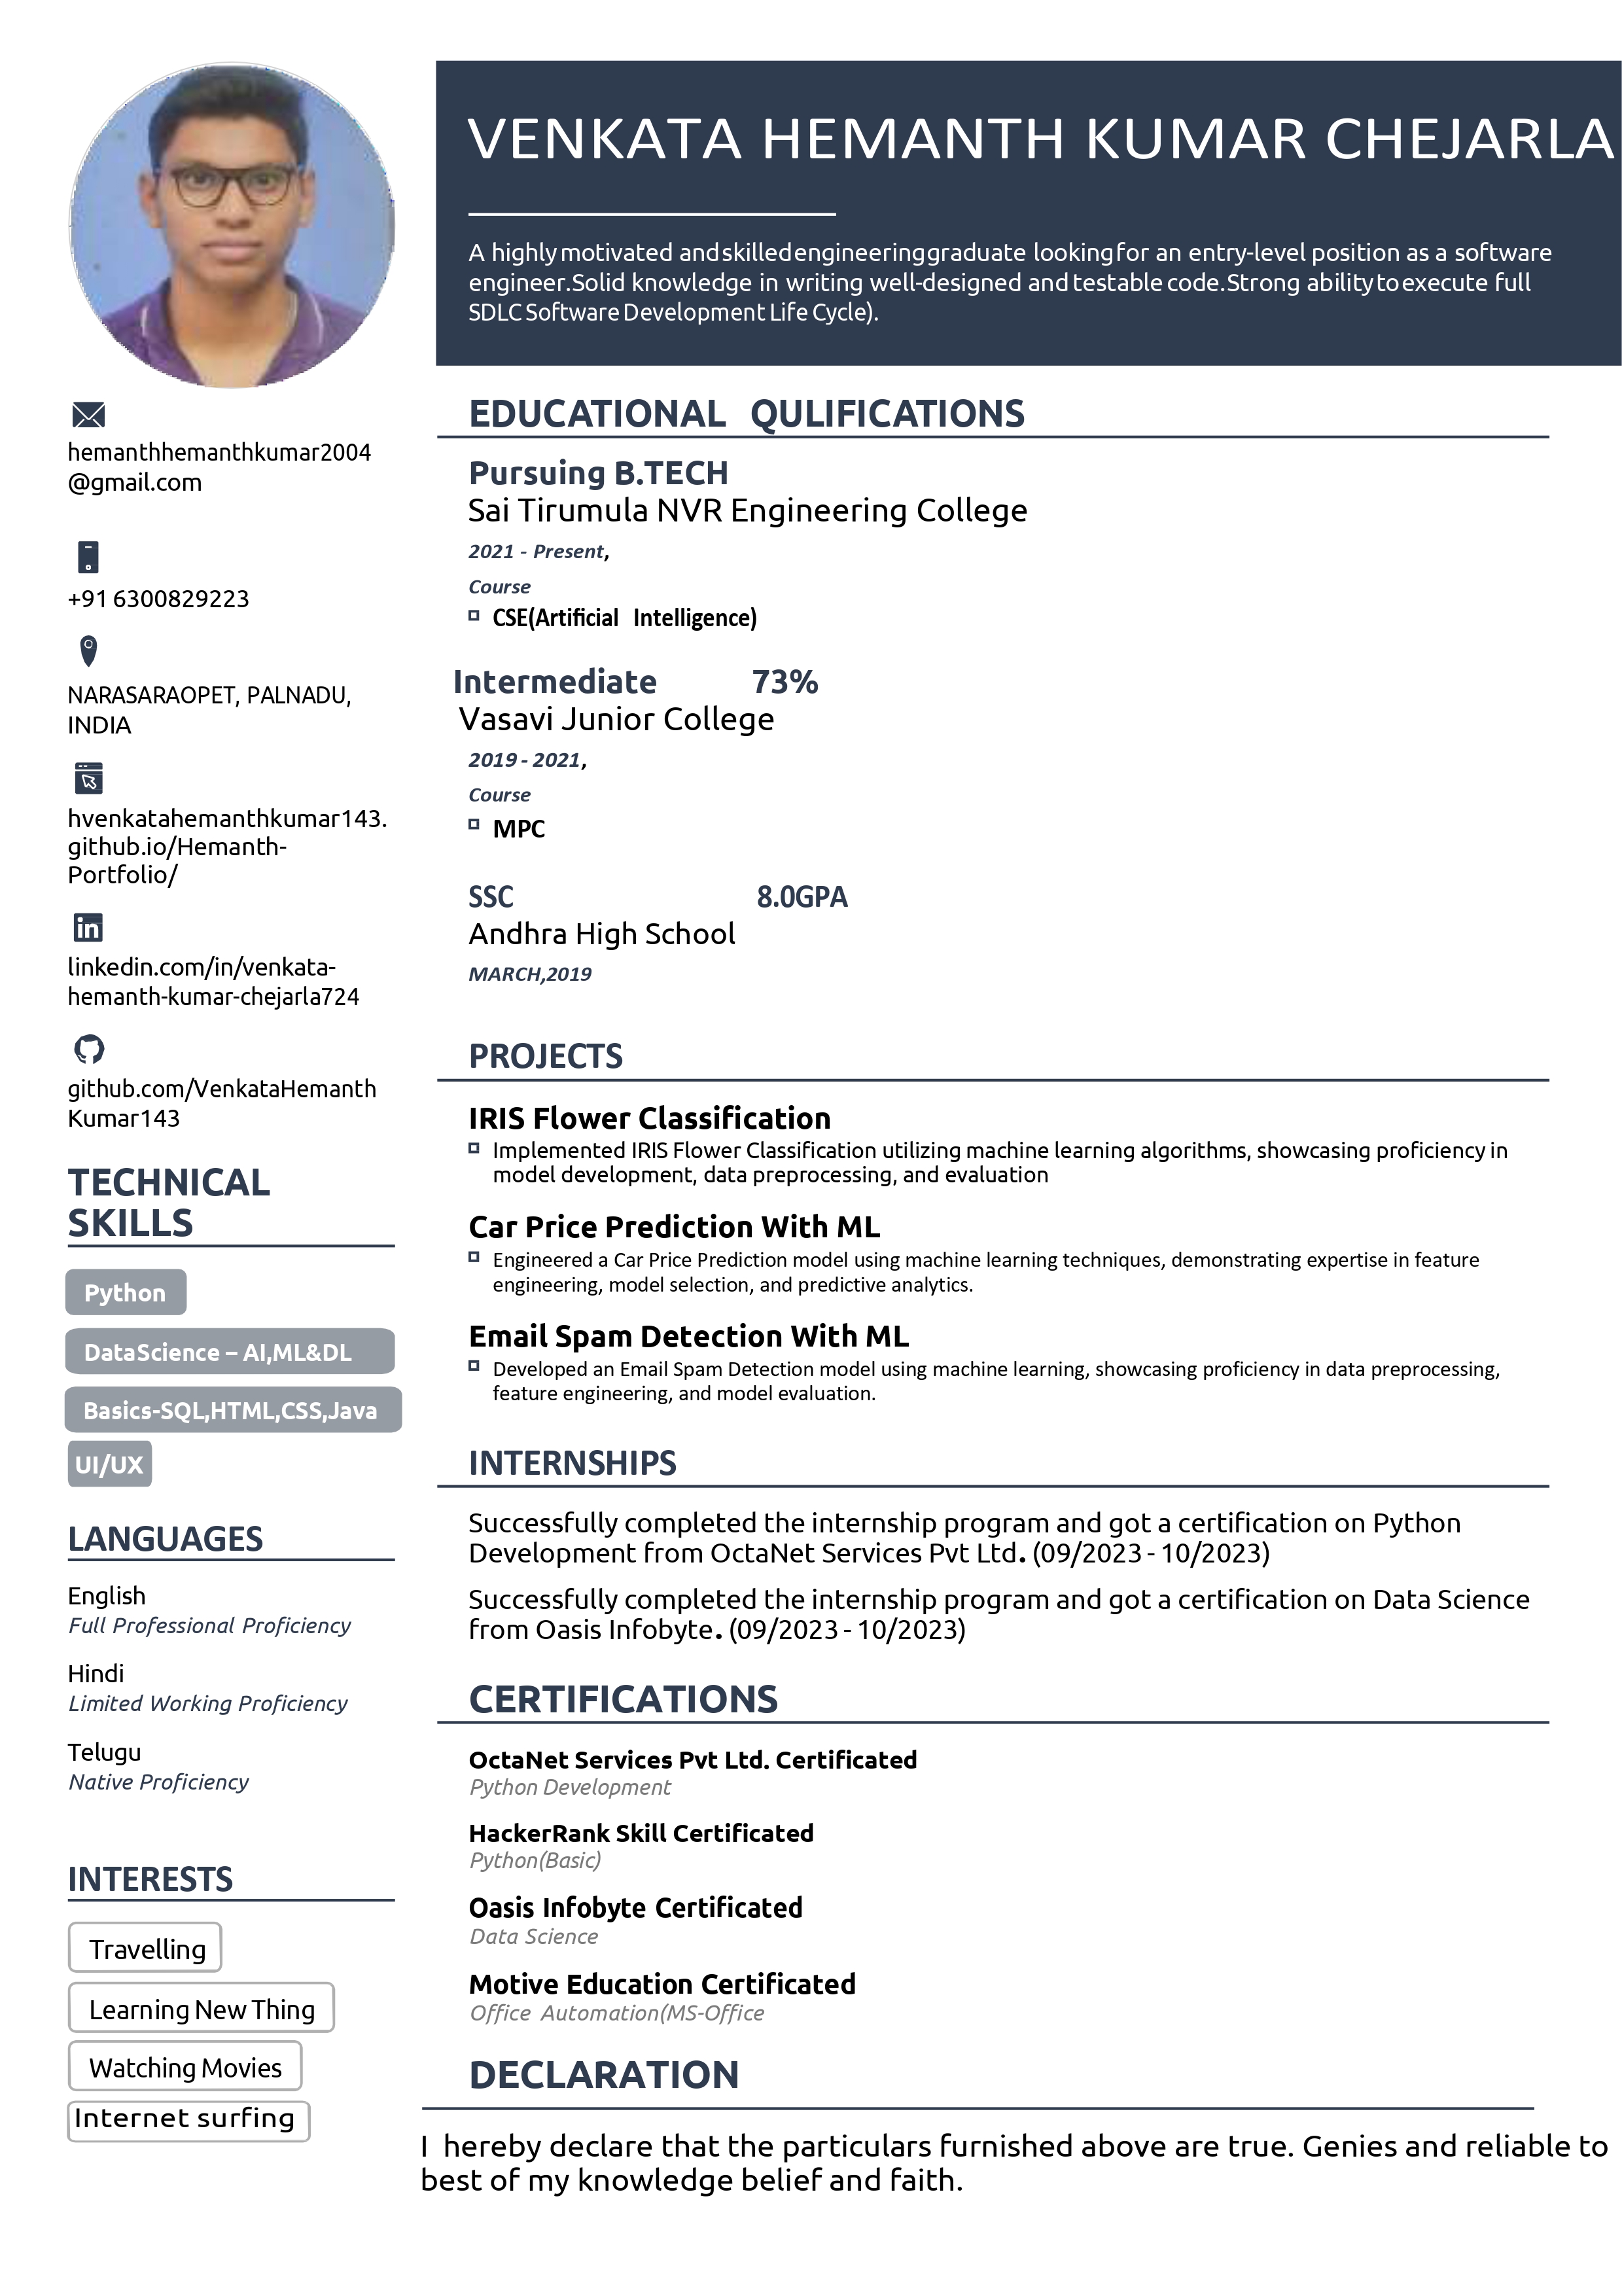 VENKATA HEMANTH KUMAR CHEJARLA
A highly motivated and skilled engineering graduate looking for an entry-level position as a software
engineer.Solid knowledge in writing well-designed and testable code.Strong ability to execute full
SDLC Software Development Life Cycle).
hemanthhemanthkumar2004
@gmail.com
+91 6300829223
NARASARAOPET, PALNADU,
INDIA
hvenkatahemanthkumar143.
github.io/Hemanth-
Portfolio/
linkedin.com/in/venkata-
hemanth-kumar-chejarla724
github.com/VenkataHemanth
Kumar143
TECHNICAL
SKILLS
Python
DataScience – AI,ML&DL
Basics-SQL,HTML,CSS,Java
UI/UX
LANGUAGES
English
Full Professional Proficiency
Hindi
Limited Working Proficiency
Telugu
Native Proficiency
INTERESTS
Travelling
Learning New Thing
Watching Movies
Internet surfing
EDUCATIONAL QULIFICATIONS
Pursuing B.TECH
Sai Tirumula NVR Engineering College
2021 - Present,
Course
CSE(Artificial Intelligence)
Intermediate 73%
Vasavi Junior College
2019 - 2021,
Course
MPC
SSC 8.0GPA
Andhra High School
MARCH,2019
PROJECTS
IRIS Flower Classification
Implemented IRIS Flower Classification utilizing machine learning algorithms, showcasing proficiency in
model development, data preprocessing, and evaluation
Car Price Prediction With ML
Engineered a Car Price Prediction model using machine learning techniques, demonstrating expertise in feature
engineering, model selection, and predictive analytics.
Email Spam Detection With ML
Developed an Email Spam Detection model using machine learning, showcasing proficiency in data preprocessing,
feature engineering, and model evaluation.
INTERNSHIPS
Successfully completed the internship program and got a certification on Python
Development from OctaNet Services Pvt Ltd. (09/2023 - 10/2023)
Successfully completed the internship program and got a certification on Data Science
from Oasis Infobyte. (09/2023 - 10/2023)
CERTIFICATIONS
OctaNet Services Pvt Ltd. Certificated
Python Development
HackerRank Skill Certificated
Python(Basic)
Oasis Infobyte Certificated
Data Science
Motive Education Certificated
Office Automation(MS-Office
DECLARATION
I hereby declare that the particulars furnished above are true. Genies and reliable to
best of my knowledge belief and faith.